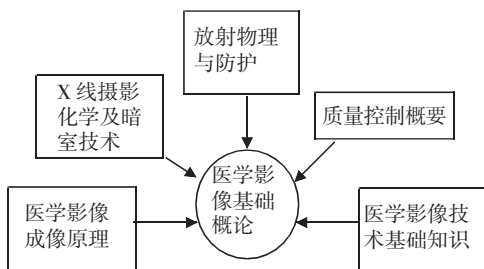 放射物理
与防护
X 线摄影
化学及暗
室技术
质量控制概要
医学影
像基础
概论
医学影像
成像原理
医学影像技
术基础知识